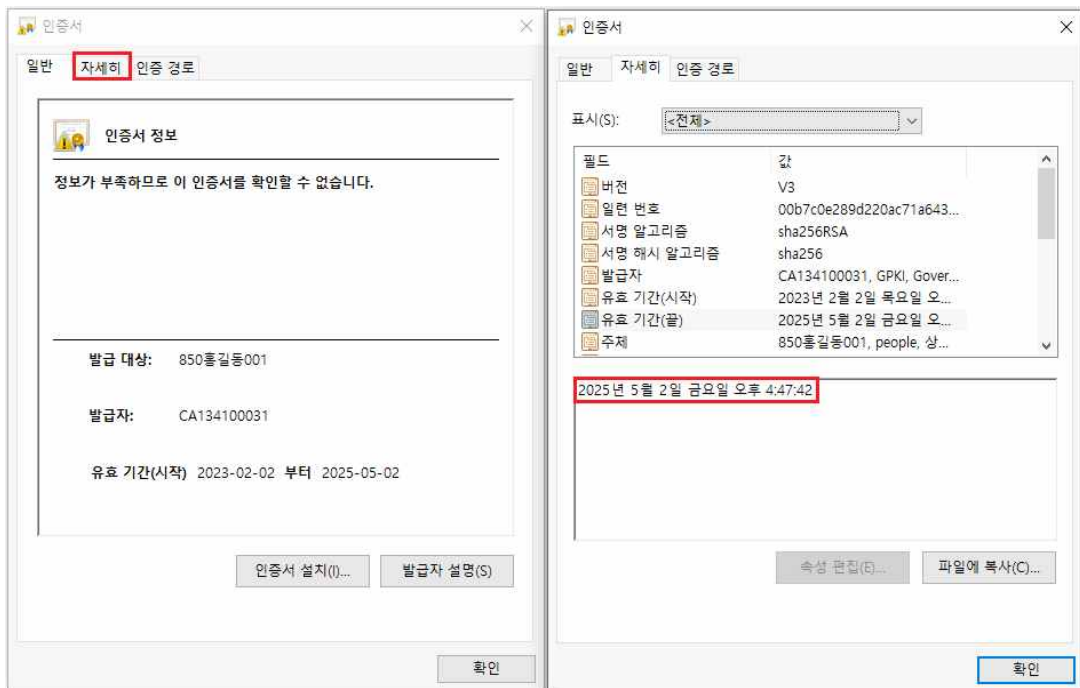 인증서
일반 자세히 인증 경로
인증서 정보
정보가 부족하므로 이 인증서를 확인할 수 없습니다.
발급 대상: 850홍길동001
발급자: CA134100031
유효 기간(시작) 2023-02-02 부터 2025-05-02
인증서 설치(I)... 발급자 설명(S)
확인
인증서
일반 자세히 인증 경로
표시(S): <전체>
필드 값
버전 V3
일련 번호 00b7c0e289d220ac71a643...
서명 알고리즘 sha256RSA
서명 해시 알고리즘 sha256
발급자 CA134100031, GPKI, Gover...
유효 기간(시작) 2023년 2월 2일 목요일 오...
유효 기간(끝) 2025년 5월 2일 금요일 오...
주체 850홍길동001, people, 상...
2025년 5월 2일 금요일 오후 4:47:42
속성 편집(E)... 파일에 복사(C)...
확인